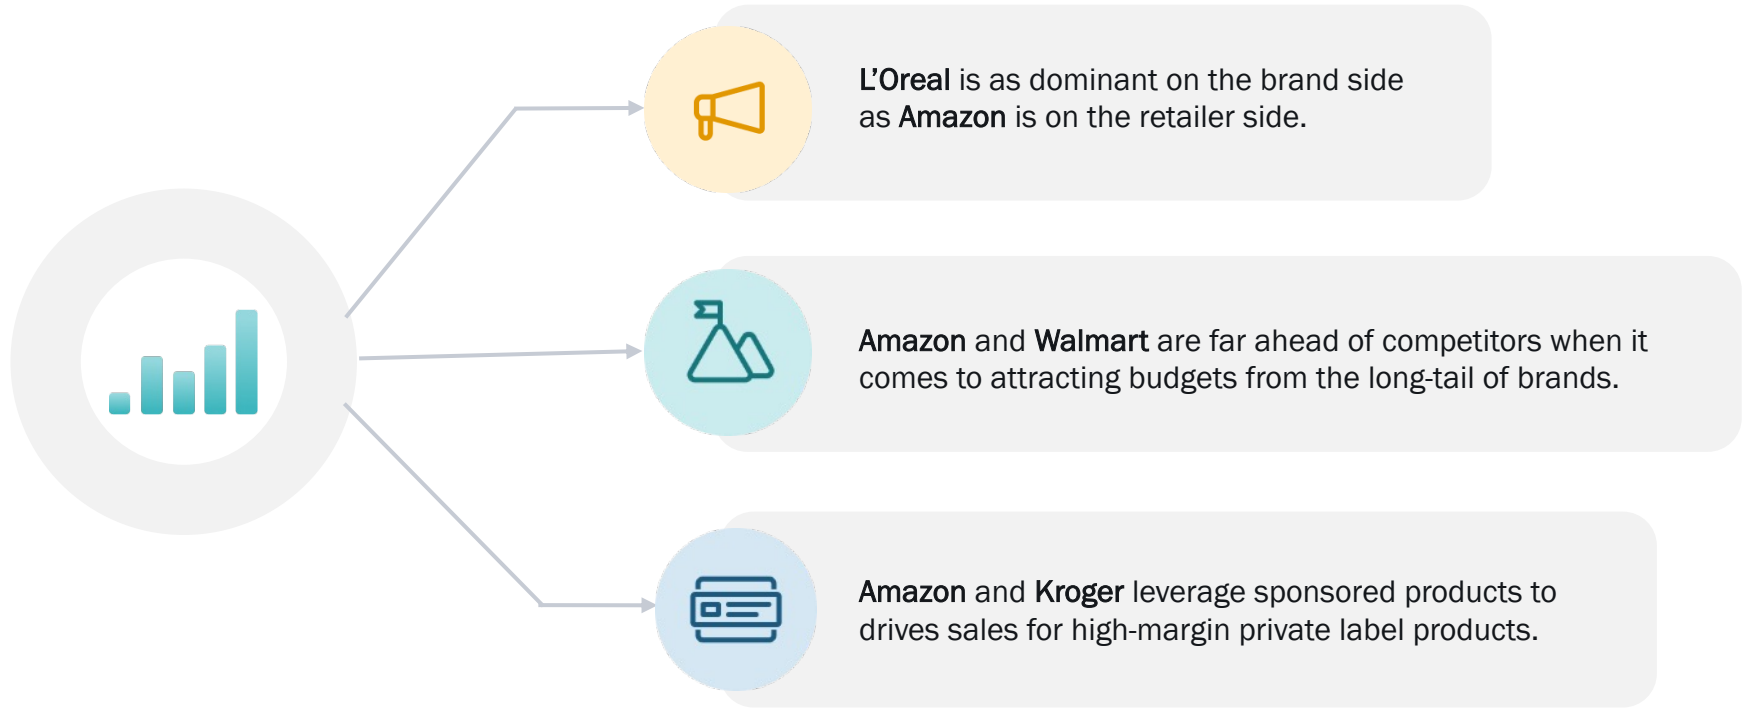 L’Oreal is as dominant on the brand side
as Amazon is on the retailer side.
Amazon and Walmart are far ahead of competitors when it
comes to attracting budgets from the long-tail of brands.
Amazon and Kroger leverage sponsored products to
drives sales for high-margin private label products.